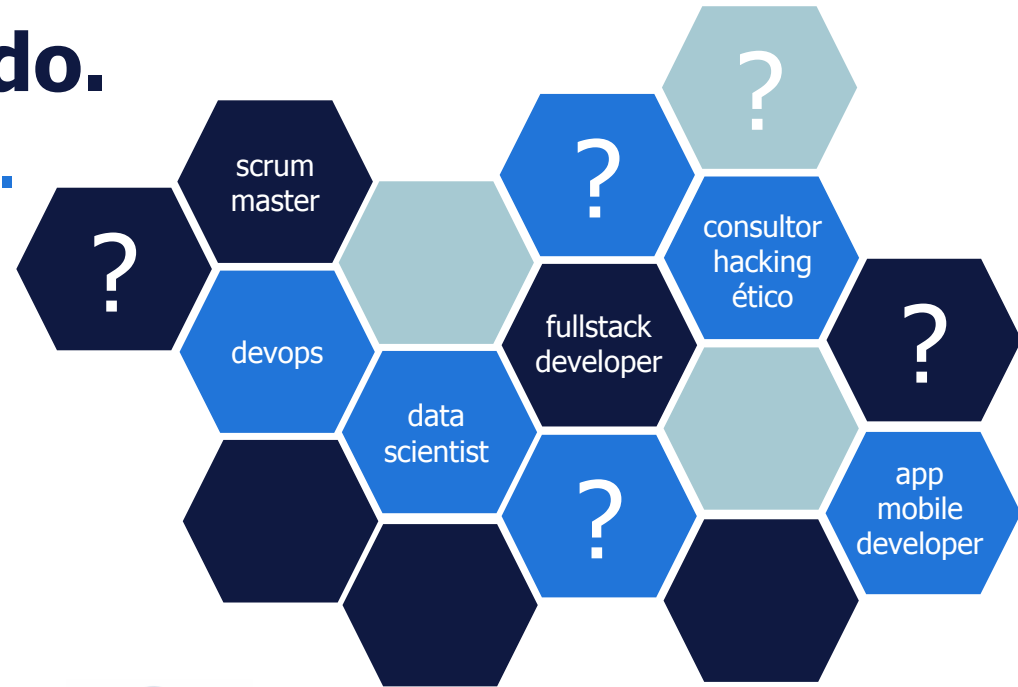 do.
.
?
scrum
master
?
?
devops
data
scientist
fullstack
developer
consultor
hacking
ético
?
?
app
mobile
developer